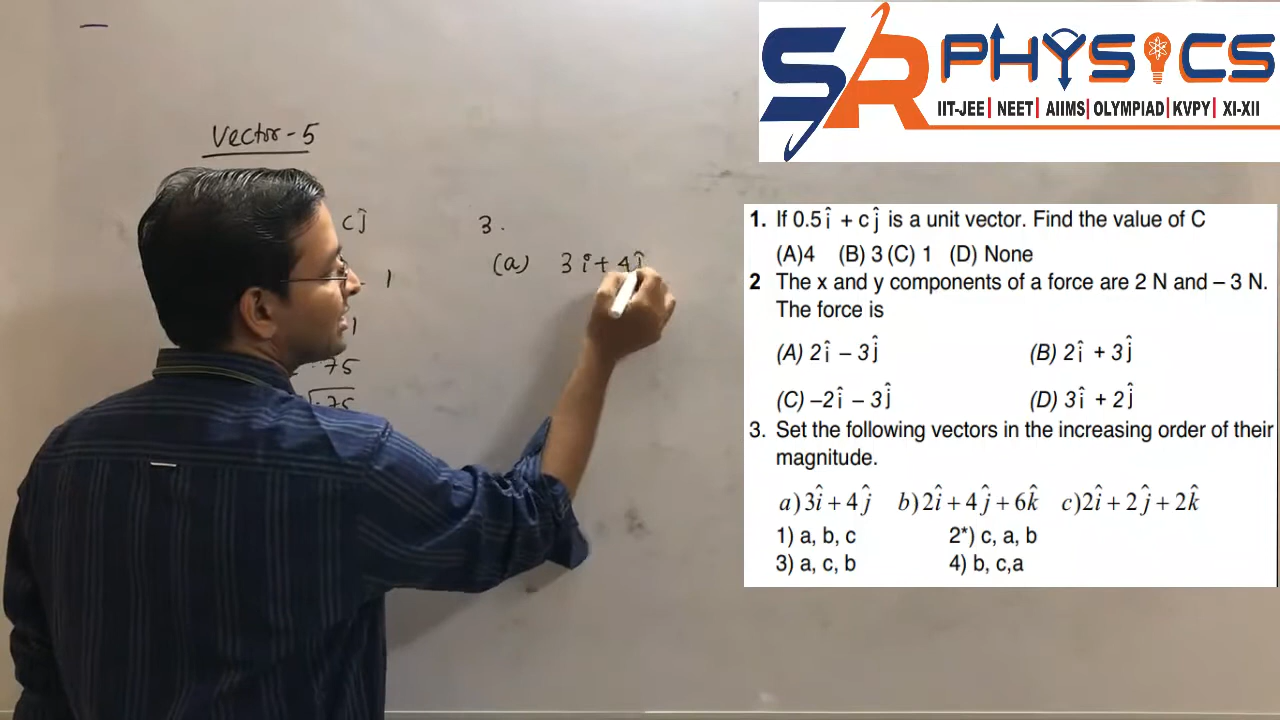 SR PHYSICS
IIT-JEE | NEET | AIIMS | OLYMPIAD | KVPY | XI-XII
Vector-5
cĵ
1
1
.75
√.75
3.
(a) 3î + 4ĵ
1. If 0.5 î + c ĵ is a unit vector. Find the value of C
(A)4 (B) 3 (C) 1 (D) None
2 The x and y components of a force are 2 N and – 3 N.
The force is
(A) 2î – 3ĵ (B) 2î + 3ĵ
(C) –2î – 3ĵ (D) 3î + 2ĵ
3. Set the following vectors in the increasing order of their
magnitude.
a)3î + 4ĵ b)2î + 4ĵ + 6k̂ c)2î + 2ĵ + 2k̂
1) a, b, c 2*) c, a, b
3) a, c, b 4) b, c,a